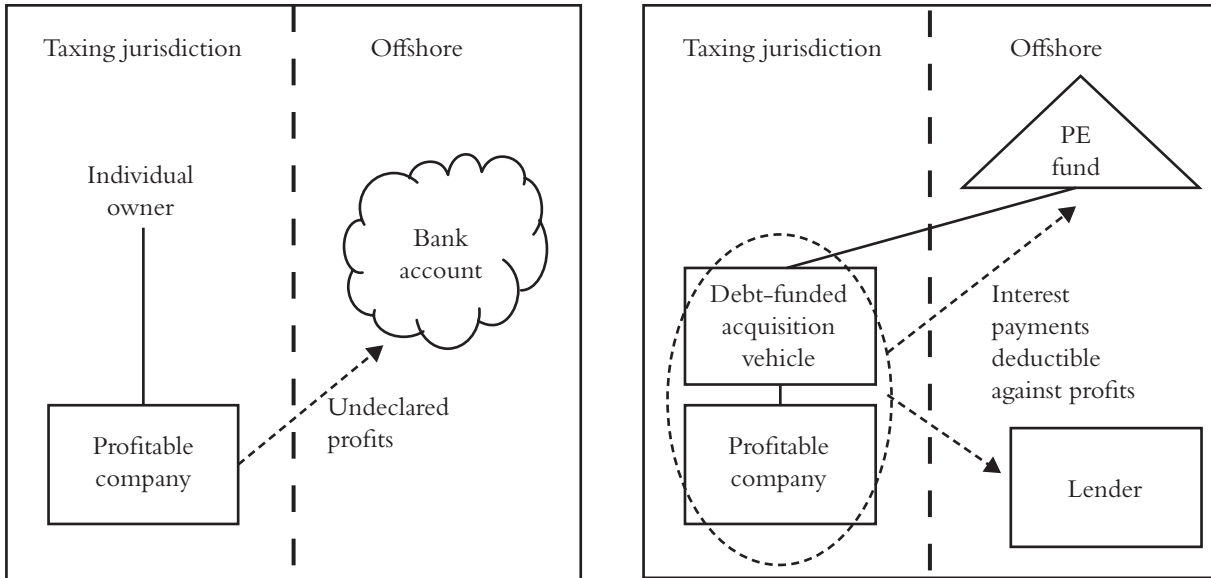 Taxing jurisdiction
Offshore
Individual
owner
Bank
account
Undeclared
profits
Profitable
company
Taxing jurisdiction
Offshore
PE
fund
Debt-funded
acquisition
vehicle
Interest
payments
deductible
against profits
Profitable
company
Lender